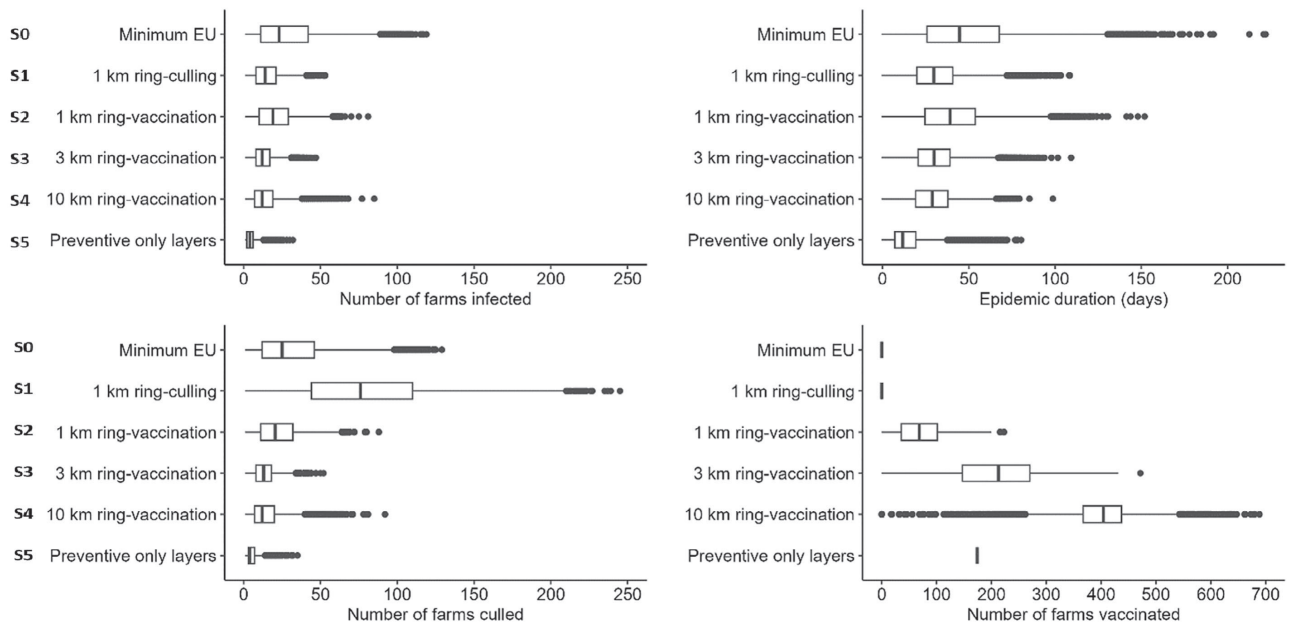 S0 Minimum EU
S1 1 km ring-culling
S2 1 km ring-vaccination
S3 3 km ring-vaccination
S4 10 km ring-vaccination
S5 Preventive only layers
0 50 100 150 200 250
Number of farms infected
Minimum EU
1 km ring-culling
1 km ring-vaccination
3 km ring-vaccination
10 km ring-vaccination
Preventive only layers
0 50 100 150 200
Epidemic duration (days)
S0 Minimum EU
S1 1 km ring-culling
S2 1 km ring-vaccination
S3 3 km ring-vaccination
S4 10 km ring-vaccination
S5 Preventive only layers
0 50 100 150 200 250
Number of farms culled
Minimum EU
1 km ring-culling
1 km ring-vaccination
3 km ring-vaccination
10 km ring-vaccination
Preventive only layers
0 100 200 300 400 500 600 700
Number of farms vaccinated